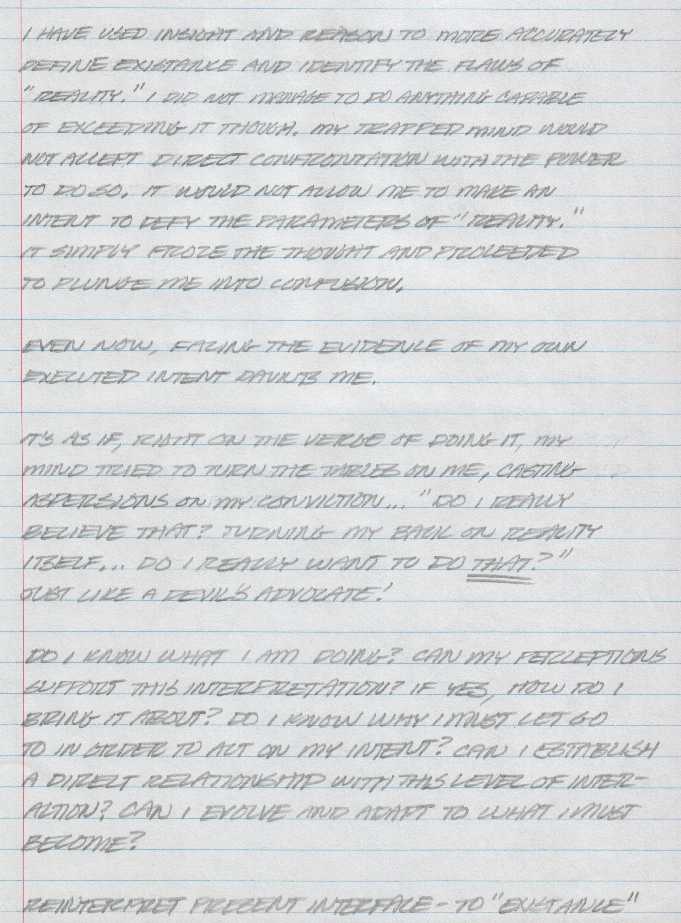 I HAVE USED INSIGHT AND REASON TO MORE ACCURATELY
DEFINE EXISTANCE AND IDENTIFY THE FLAWS OF
"REALITY." I DID NOT MANAGE TO DO ANYTHING CAPABLE
OF EXCEEDING IT THOUGH. MY TRAPPED MIND WOULD
NOT ACCEPT DIRECT CONFRONTATION WITH THE POWER
TO DO SO. IT WOULD NOT ALLOW ME TO MAKE AN
INTENT TO DEFY THE PARAMETERS OF "REALITY."
IT SIMPLY FROZE THE THOUGHT AND PROCEEDED
TO PLUNGE ME INTO CONFUSION.
EVEN NOW, FACING THE EVIDENCE OF MY OWN
EXECUTED INTENT DAUNTS ME.
IT'S AS IF, RIGHT ON THE VERGE OF DOING IT, MY
MIND TRIED TO TURN THE TABLES ON ME, CASTING
ASPERSIONS ON MY CONVICTION... "DO I REALLY
BELIEVE THAT? TURNING MY BACK ON REALITY
ITSELF... DO I REALLY WANT TO DO THAT?"
JUST LIKE A DEVIL'S ADVOCATE!
DO I KNOW WHAT I AM DOING? CAN MY PERCEPTIONS
SUPPORT THIS INTERPRETATION? IF YES, HOW DO I
BRING IT ABOUT? DO I KNOW WHY I MUST LET GO
TO IN ORDER TO ACT ON MY INTENT? CAN I ESTABLISH
A DIRECT RELATIONSHIP WITH THIS LEVEL OF INTER-
ACTION? CAN I EVOLVE AND ADAPT TO WHAT I MUST
BECOME?
REINTERPRET PRESENT INTERFACE - TO "EXISTANCE"